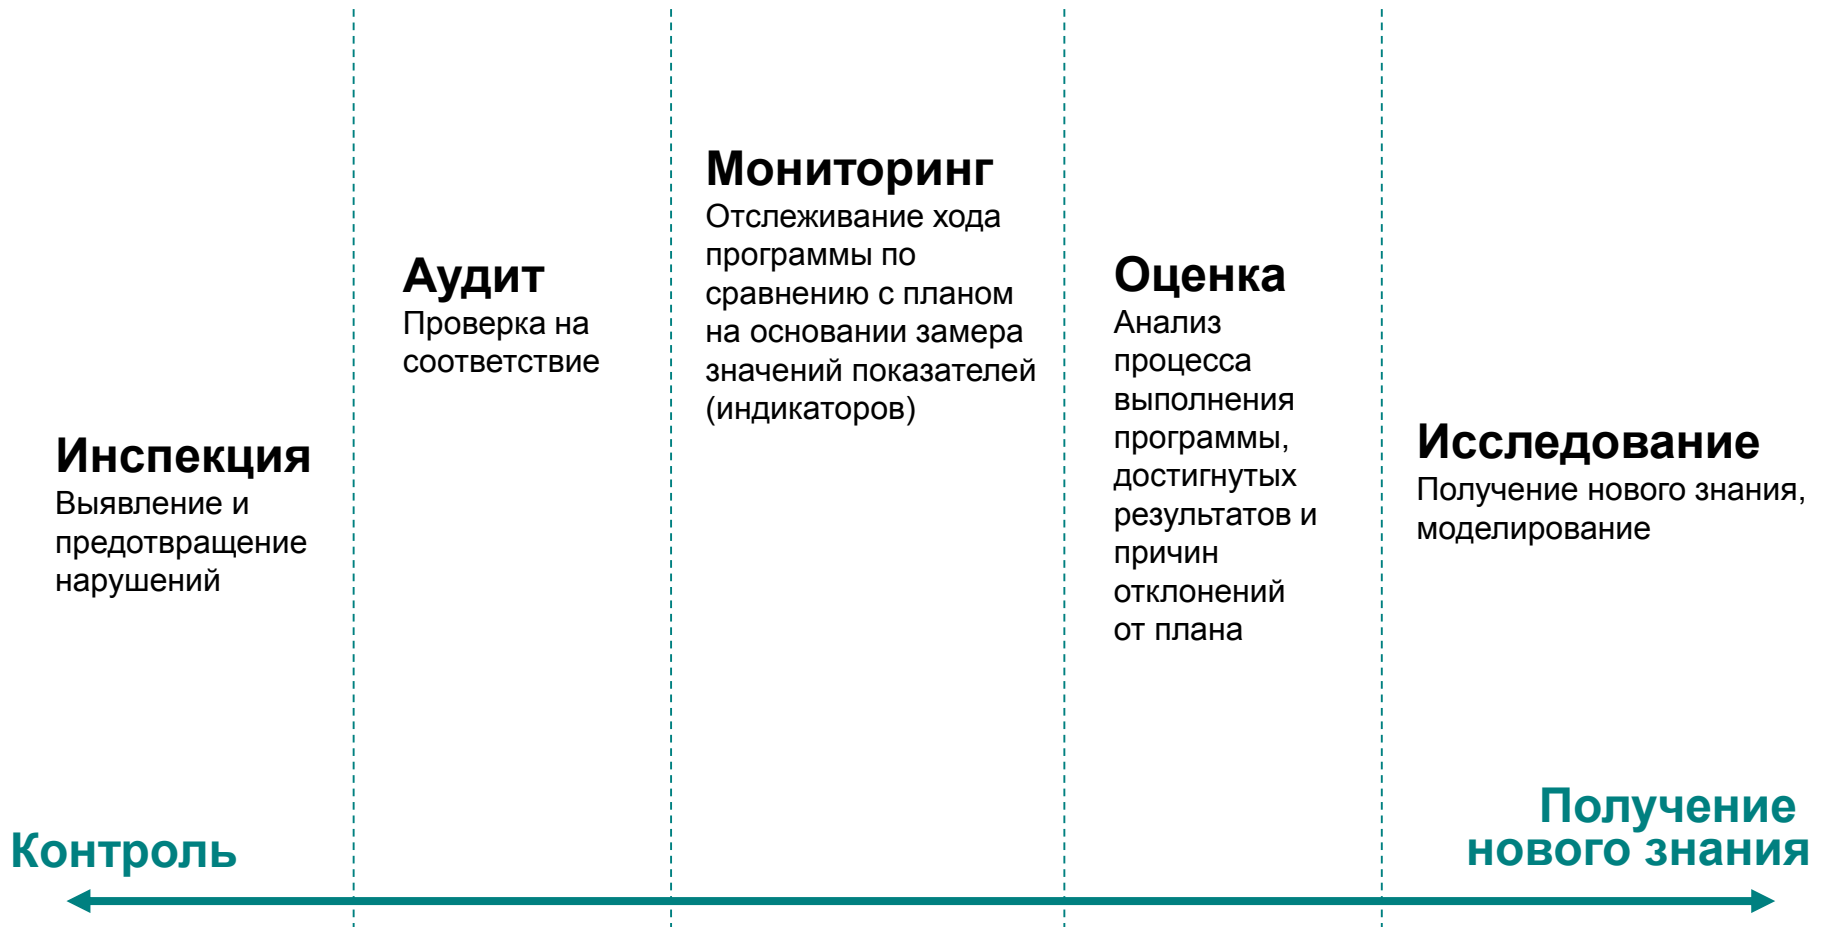 Инспекция
Выявление и
предотвращение
нарушений
Аудит
Проверка на
соответствие
Мониторинг
Отслеживание хода
программы по
сравнению с планом
на основании замера
значений показателей
(индикаторов)
Оценка
Анализ
процесса
выполнения
программы,
достигнутых
результатов и
причин
отклонений
от плана
Исследование
Получение нового знания,
моделирование
Контроль
Получение
нового знания